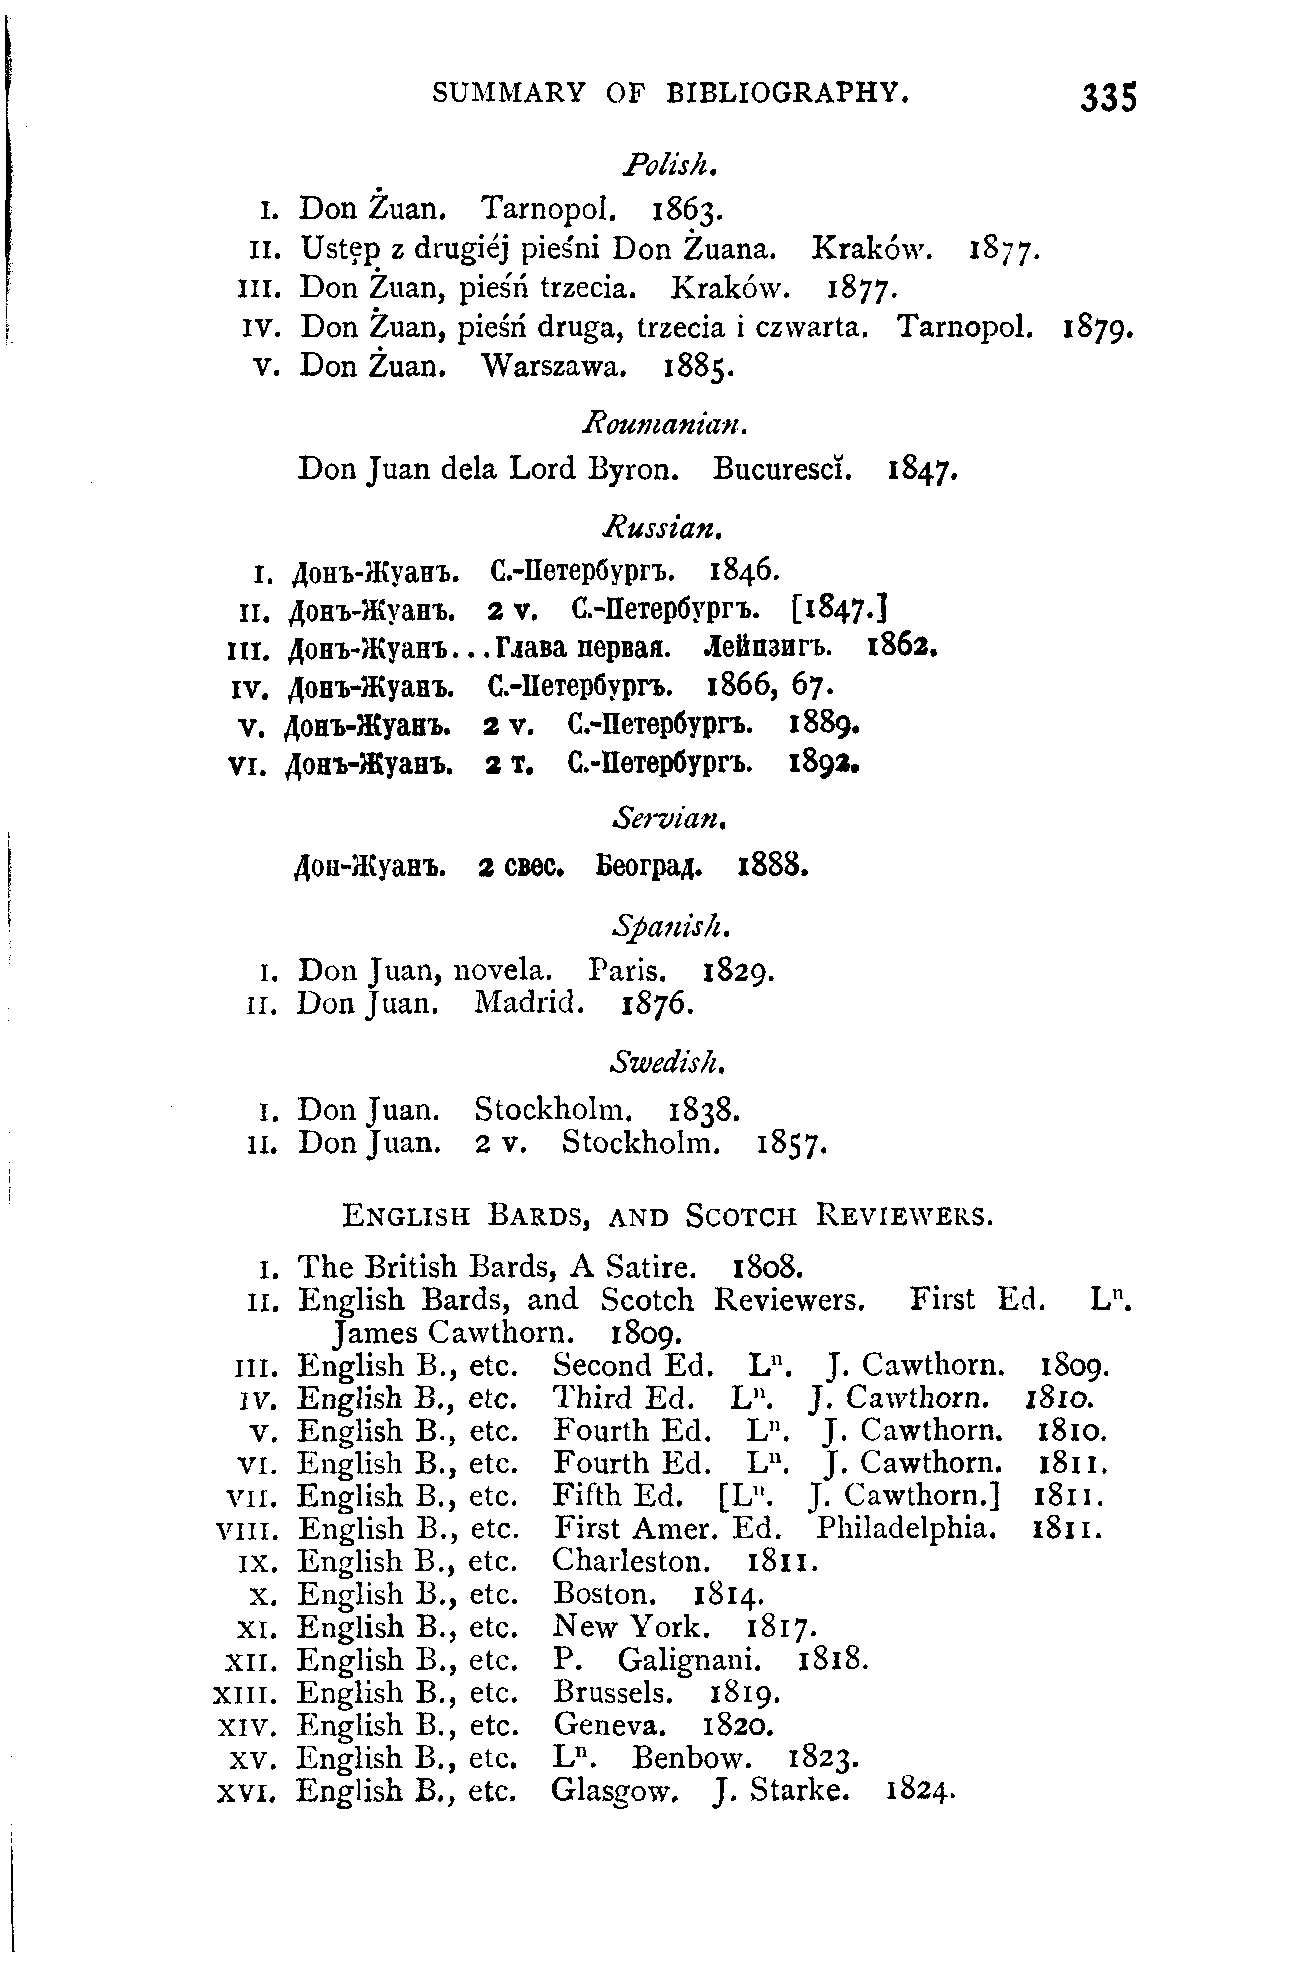 SUMMARY OF BIBLIOGRAPHY. 335
Polish.
I. Don Żuan. Tarnopol. 1863.
II. Ustęp z drugiéj pieśni Don Żuana. Kraków. 1877.
III. Don Żuan, pieśń trzecia. Kraków. 1877.
IV. Don Żuan, pieśń druga, trzecia i czwarta. Tarnopol. 1879.
V. Don Żuan. Warszawa. 1885.
Roumanian.
Don Juan dela Lord Byron. Bucurescĭ. 1847.
Russian.
I. Донъ-Жуанъ. С.-Петербургъ. 1846.
II. Донъ-Жуанъ. 2 v. С.-Петербургъ. [1847.]
III. Донъ-Жуанъ...Глава первая. Лейпзигъ. 1862.
IV. Донъ-Жуанъ. С.-Петербургъ. 1866, 67.
V. Донъ-Жуанъ. 2 v. С.-Петербургъ. 1889.
VI. Донъ-Жуанъ. 2 т. С.-Петербургъ. 1892.
Servian.
Дон-Жуанъ. 2 свес. Београд. 1888.
Spanish.
I. Don Juan, novela. Paris. 1829.
II. Don Juan. Madrid. 1876.
Swedish.
I. Don Juan. Stockholm. 1838.
II. Don Juan. 2 v. Stockholm. 1857.
ENGLISH BARDS, AND SCOTCH REVIEWERS.
I. The British Bards, A Satire. 1808.
II. English Bards, and Scotch Reviewers. First Ed. Lⁿ.
James Cawthorn. 1809.
III. English B., etc. Second Ed. Lⁿ. J. Cawthorn. 1809.
IV. English B., etc. Third Ed. Lⁿ. J. Cawthorn. 1810.
V. English B., etc. Fourth Ed. Lⁿ. J. Cawthorn. 1810.
VI. English B., etc. Fourth Ed. Lⁿ. J. Cawthorn. 1811.
VII. English B., etc. Fifth Ed. [Lⁿ. J. Cawthorn.] 1811.
VIII. English B., etc. First Amer. Ed. Philadelphia. 1811.
IX. English B., etc. Charleston. 1811.
X. English B., etc. Boston. 1814.
XI. English B., etc. New York. 1817.
XII. English B., etc. P. Galignani. 1818.
XIII. English B., etc. Brussels. 1819.
XIV. English B., etc. Geneva. 1820.
XV. English B., etc. Lⁿ. Benbow. 1823.
XVI. English B., etc. Glasgow. J. Starke. 1824.